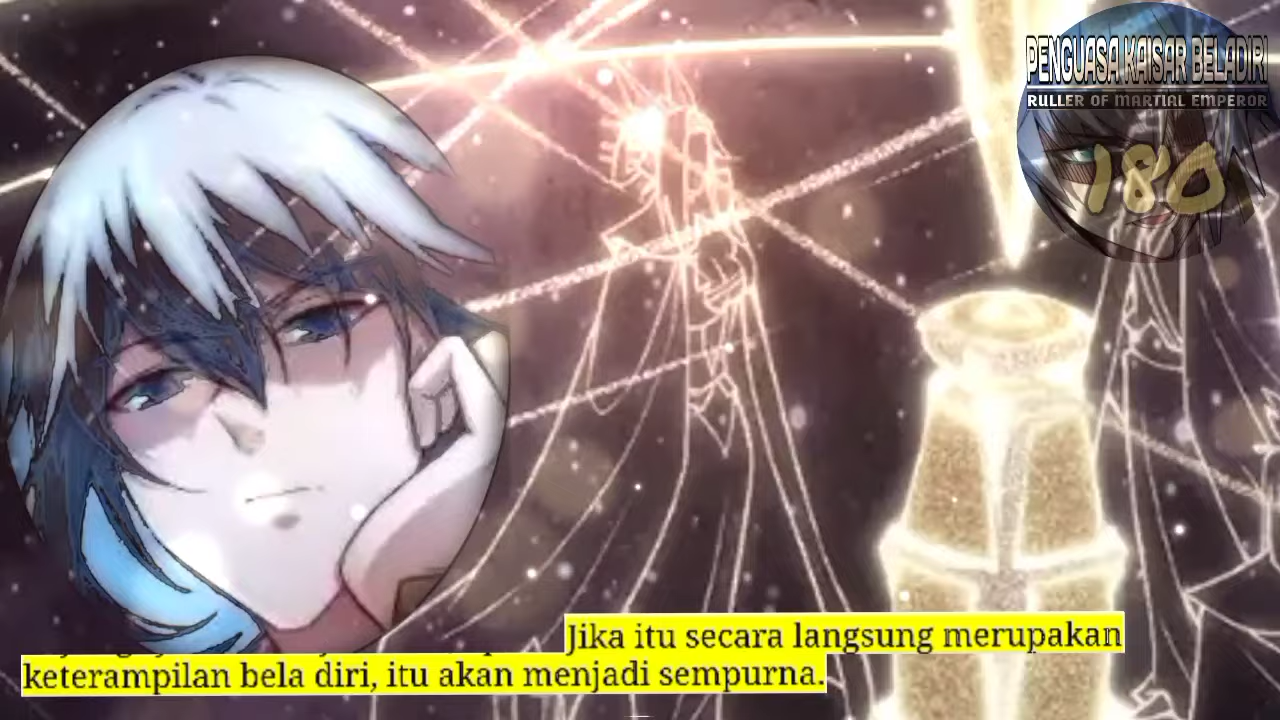 PENGUASA KAISAR BELADIRI
RULLER OF MARTIAL EMPEROR
180
Jika itu secara langsung merupakan
keterampilan bela diri, itu akan menjadi sempurna.